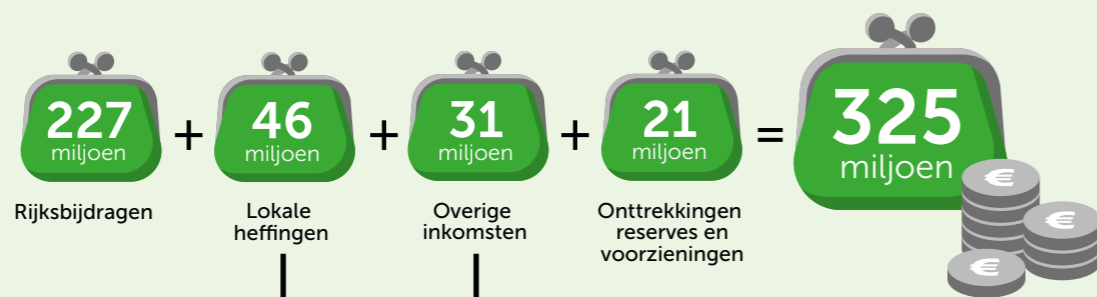 227
miljoen
+
46
miljoen
+
31
miljoen
+
21
miljoen
=
325
miljoen
Rijksbijdragen
Lokale
heffingen
Overige
inkomsten
Onttrekkingen
reserves en
voorzieningen
€
€
€